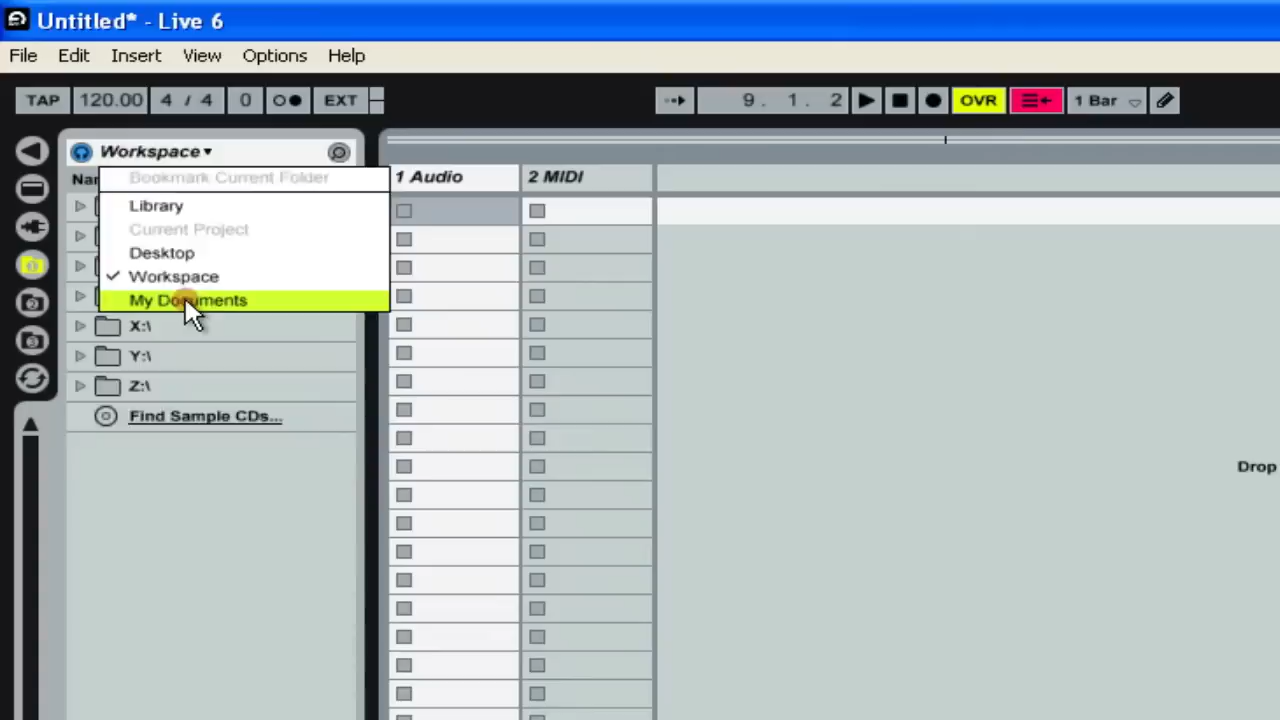 Untitled* - Live 6
File Edit Insert View Options Help
TAP 120.00 4 / 4 0 EXT 9. 1. 2 OVR 1 Bar
Workspace
1 Audio 2 MIDI
Bookmark Current Folder
Library
Current Project
Desktop
Workspace
My Documents
X:\
Y:\
Z:\
Find Sample CDs...
Drop